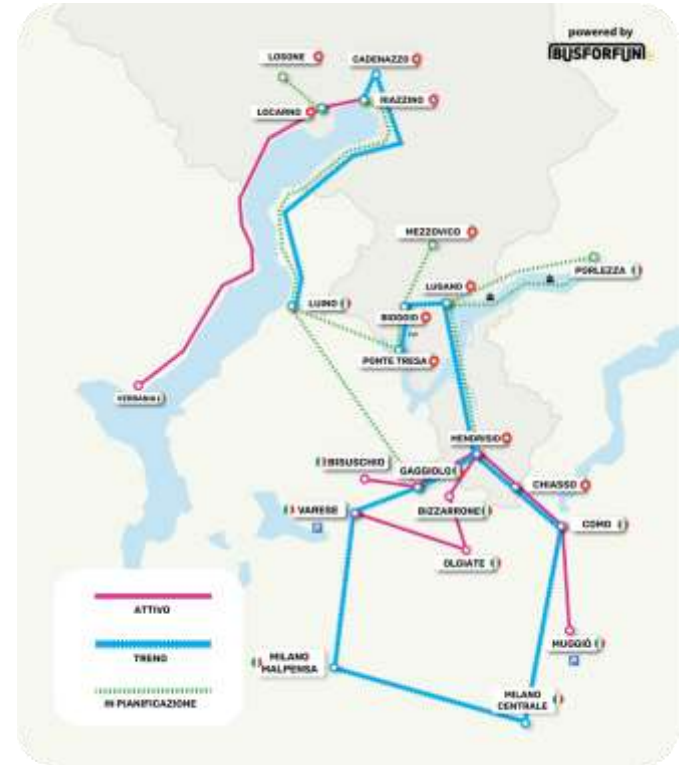 powered by
BUSFORFUN
LOSONE
CADENAZZO
LOCARNO
RIAZZINO
MEZZOVICO
LUGANO
PORLEZZA
LUINO
BIOGGIO
PONTE TRESA
VERBANIA
MENDRISIO
BISUSCHIO
GAGGIOLO
CHIASSO
VARESE
BIZZARRONE
COMO
OLGIATE
ATTIVO
TRENO
IN PIANIFICAZIONE
MILANO
MALPENSA
MUGGIÒ
P
P
MILANO
CENTRALE